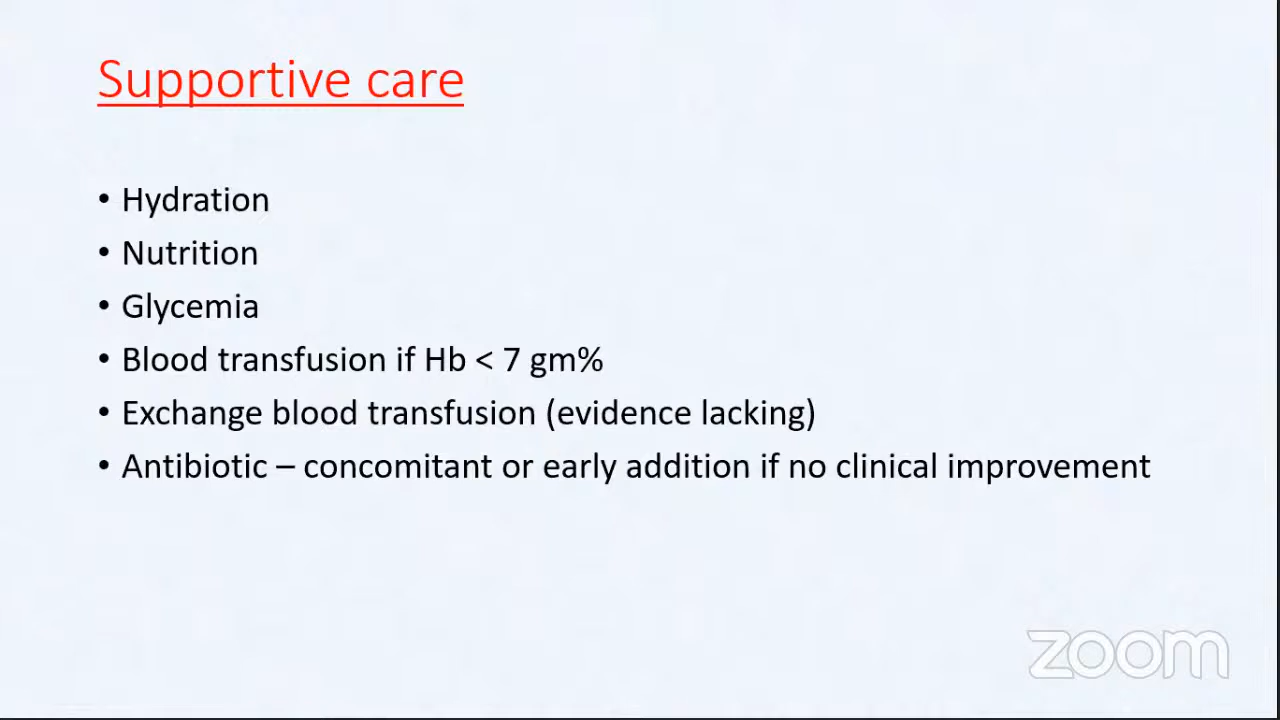 Supportive care
• Hydration
• Nutrition
• Glycemia
• Blood transfusion if Hb < 7 gm%
• Exchange blood transfusion (evidence lacking)
• Antibiotic – concomitant or early addition if no clinical improvement
zoom